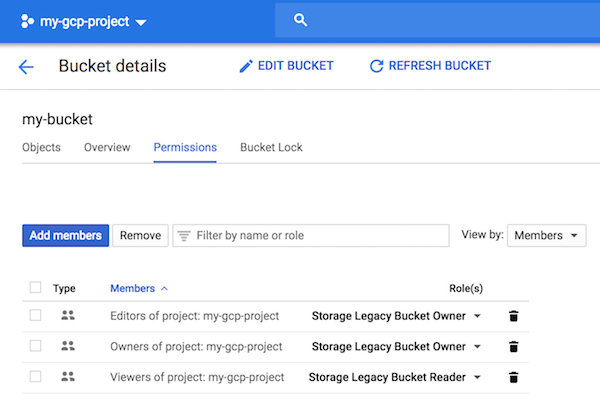 my-gcp-project
Bucket details EDIT BUCKET REFRESH BUCKET
my-bucket
Objects Overview Permissions Bucket Lock
Add members Remove Filter by name or role View by: Members
Type Members Role(s)
Editors of project: my-gcp-project Storage Legacy Bucket Owner
Owners of project: my-gcp-project Storage Legacy Bucket Owner
Viewers of project: my-gcp-project Storage Legacy Bucket Reader